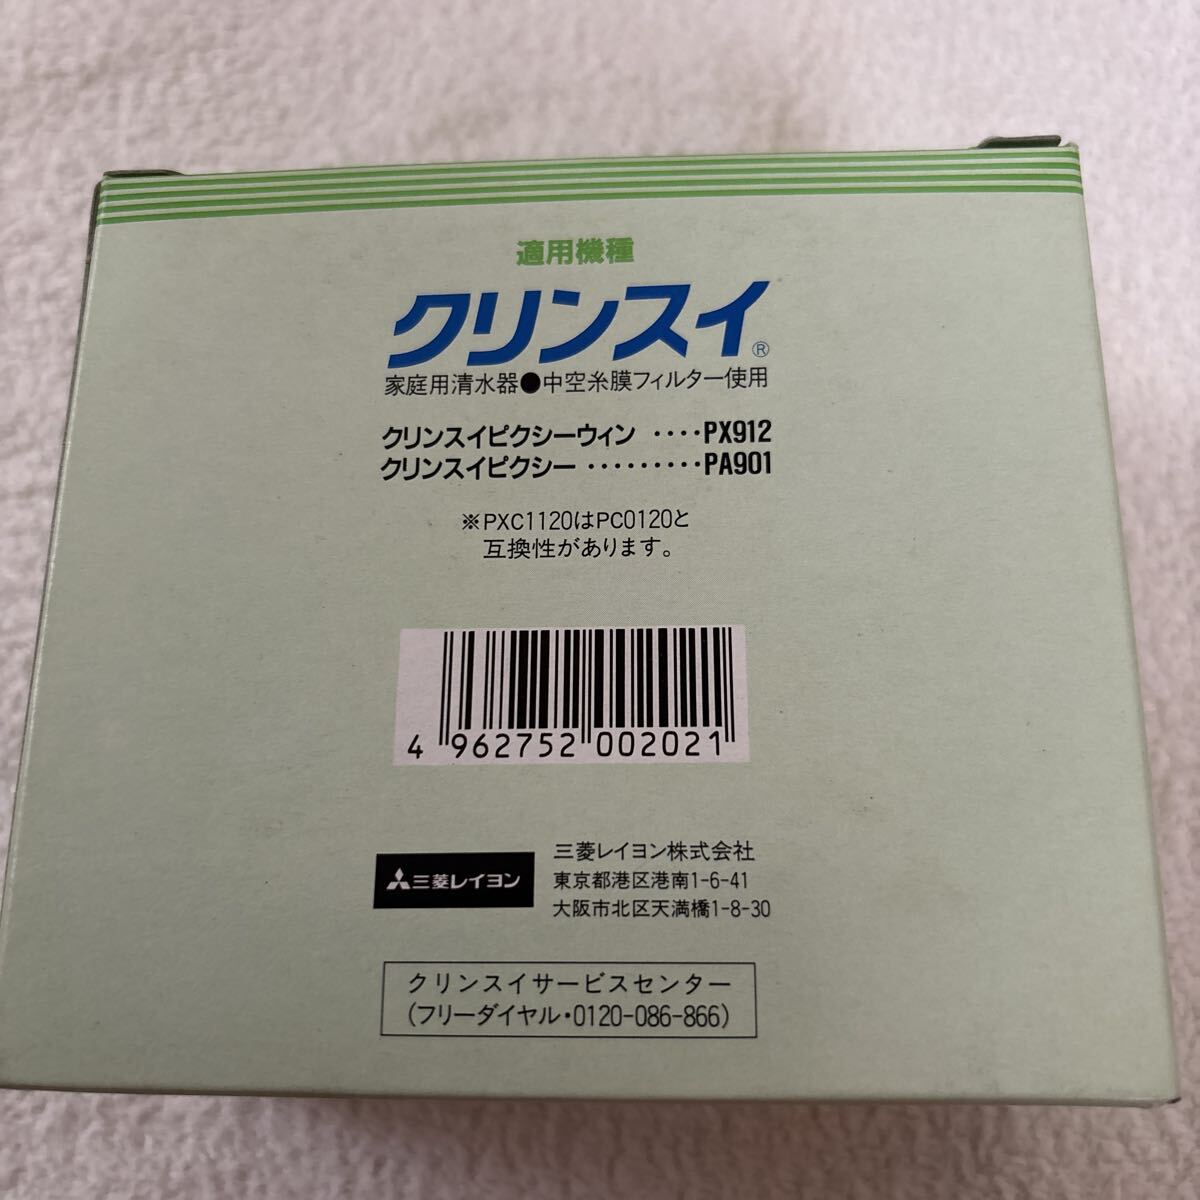 適用機種
クリンスイ®
家庭用清水器●中空糸膜フィルター使用
クリンスイピクシーウィン ････PX912
クリンスイピクシー ･････････PA901
※PXC1120はPC0120と
互換性があります。
4 962752 002021
三菱レイヨン
三菱レイヨン株式会社
東京都港区港南1-6-41
大阪市北区天満橋1-8-30
クリンスイサービスセンター
(フリーダイヤル･0120-086-866)